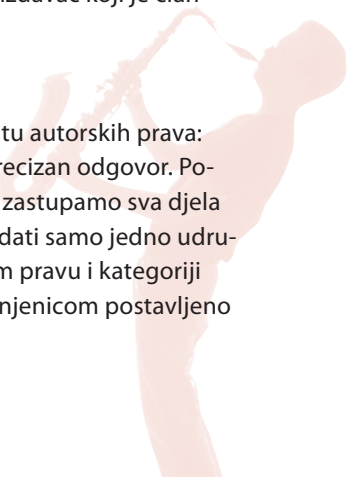 izdavač koji je član
tu autorskih prava:
recizan odgovor. Po-
zastupamo sva djela
dati samo jedno udru-
m pravu i kategoriji
njenicom postavljeno